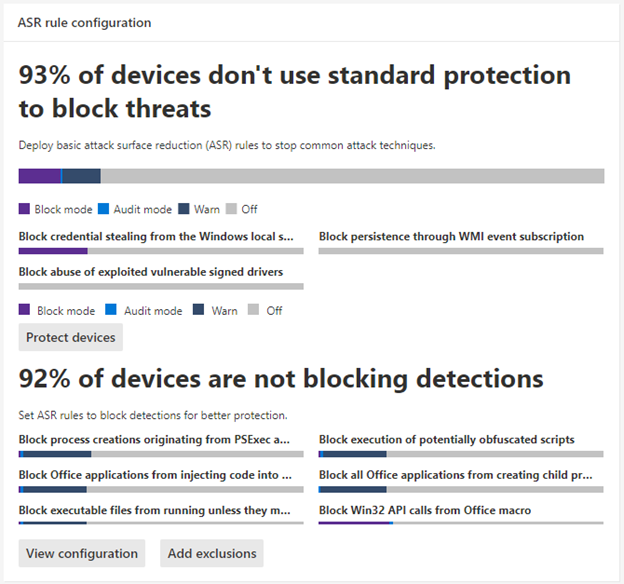 ASR rule configuration
93% of devices don't use standard protection
to block threats
Deploy basic attack surface reduction (ASR) rules to stop common attack techniques.
Block mode Audit mode Warn Off
Block credential stealing from the Windows local s... Block persistence through WMI event subscription
Block abuse of exploited vulnerable signed drivers
Block mode Audit mode Warn Off
Protect devices
92% of devices are not blocking detections
Set ASR rules to block detections for better protection.
Block process creations originating from PSExec a... Block execution of potentially obfuscated scripts
Block Office applications from injecting code into ... Block all Office applications from creating child pr...
Block executable files from running unless they m... Block Win32 API calls from Office macro
View configuration Add exclusions